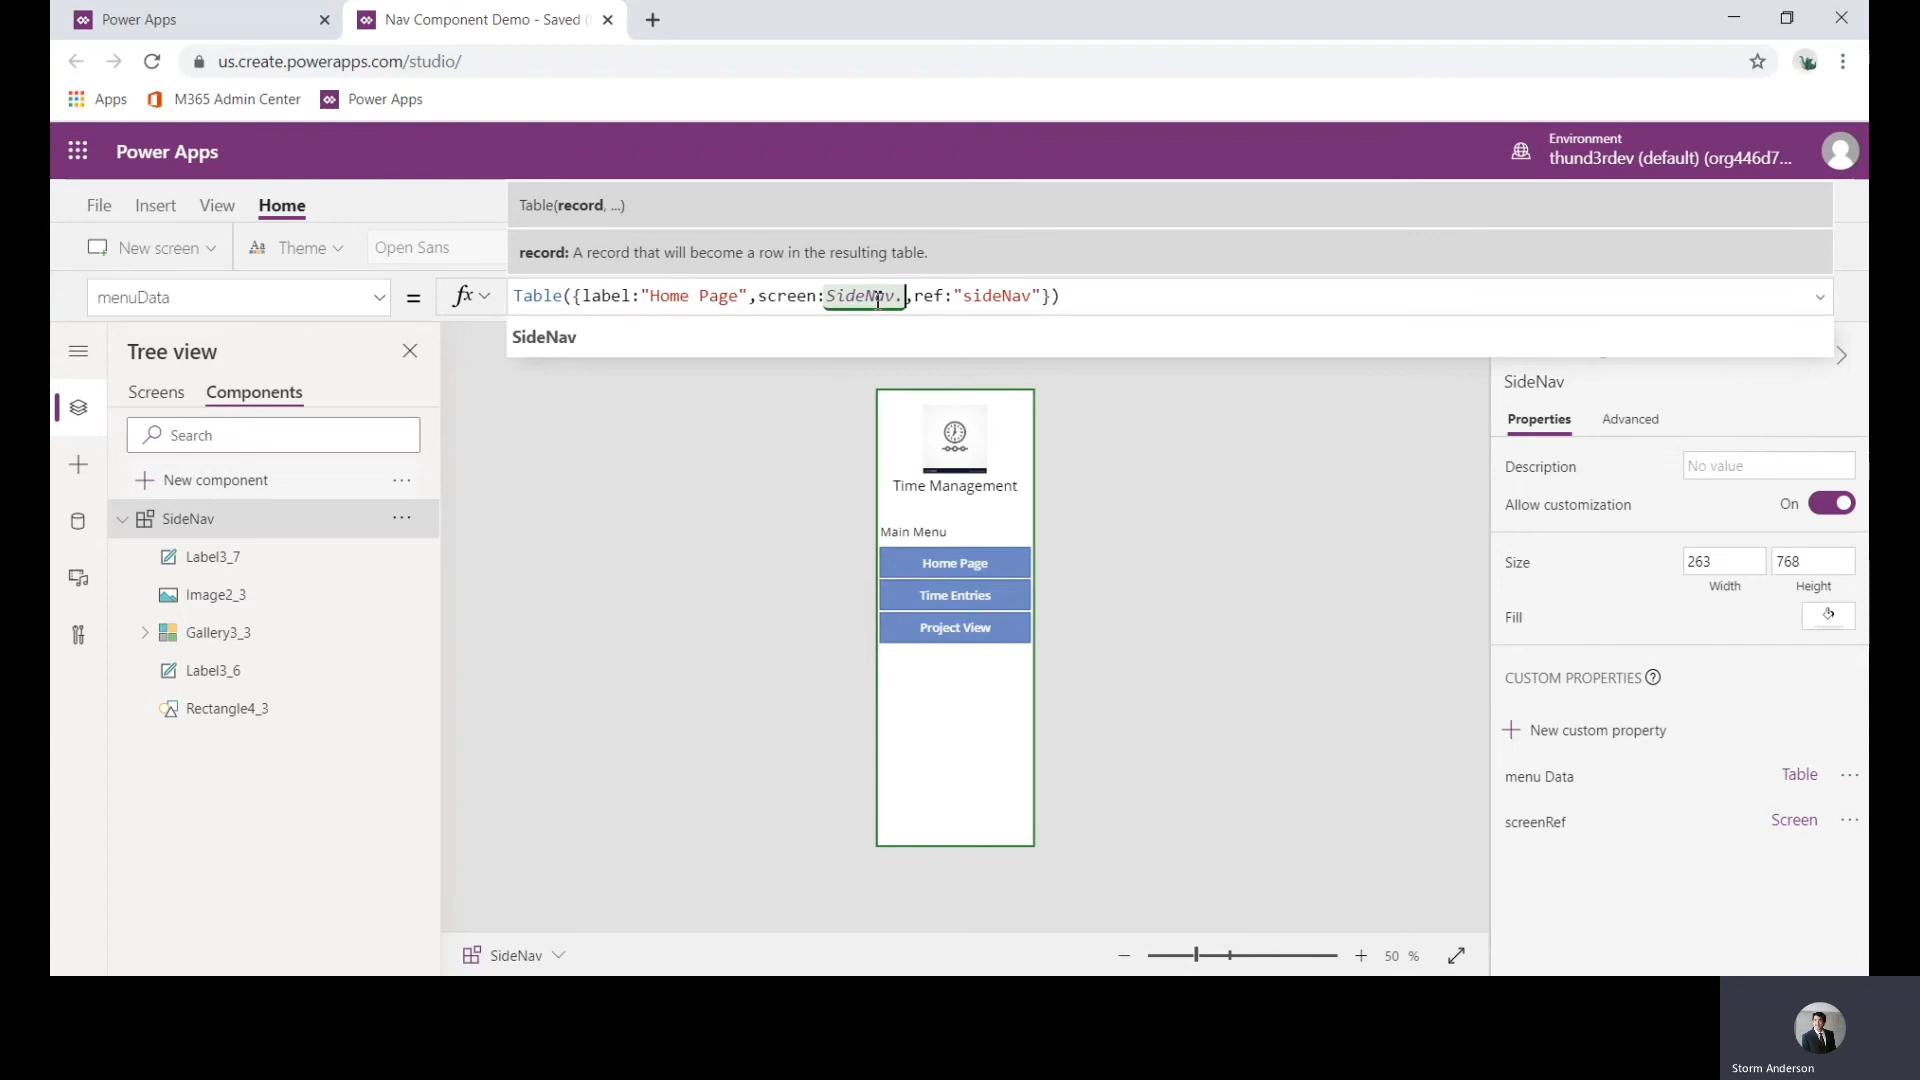 Power Apps
Nav Component Demo - Saved (
us.create.powerapps.com/studio/
Apps
M365 Admin Center
Power Apps
Power Apps
Environment
thund3rdev (default) (org446d7...
File
Insert
View
Home
Table(record, ...)
New screen
Theme
Open Sans
record: A record that will become a row in the resulting table.
menuData
=
fx
Table({label:"Home Page",screen:SideNav.,ref:"sideNav"})
SideNav
Tree view
Screens
Components
Search
New component
SideNav
Label3_7
Image2_3
Gallery3_3
Label3_6
Rectangle4_3
Time Management
Main Menu
Home Page
Time Entries
Project View
SideNav
50 %
SideNav
Properties
Advanced
Description
No value
Allow customization
On
Size
263
768
Width
Height
Fill
CUSTOM PROPERTIES
New custom property
menu Data
Table
screenRef
Screen
Storm Anderson